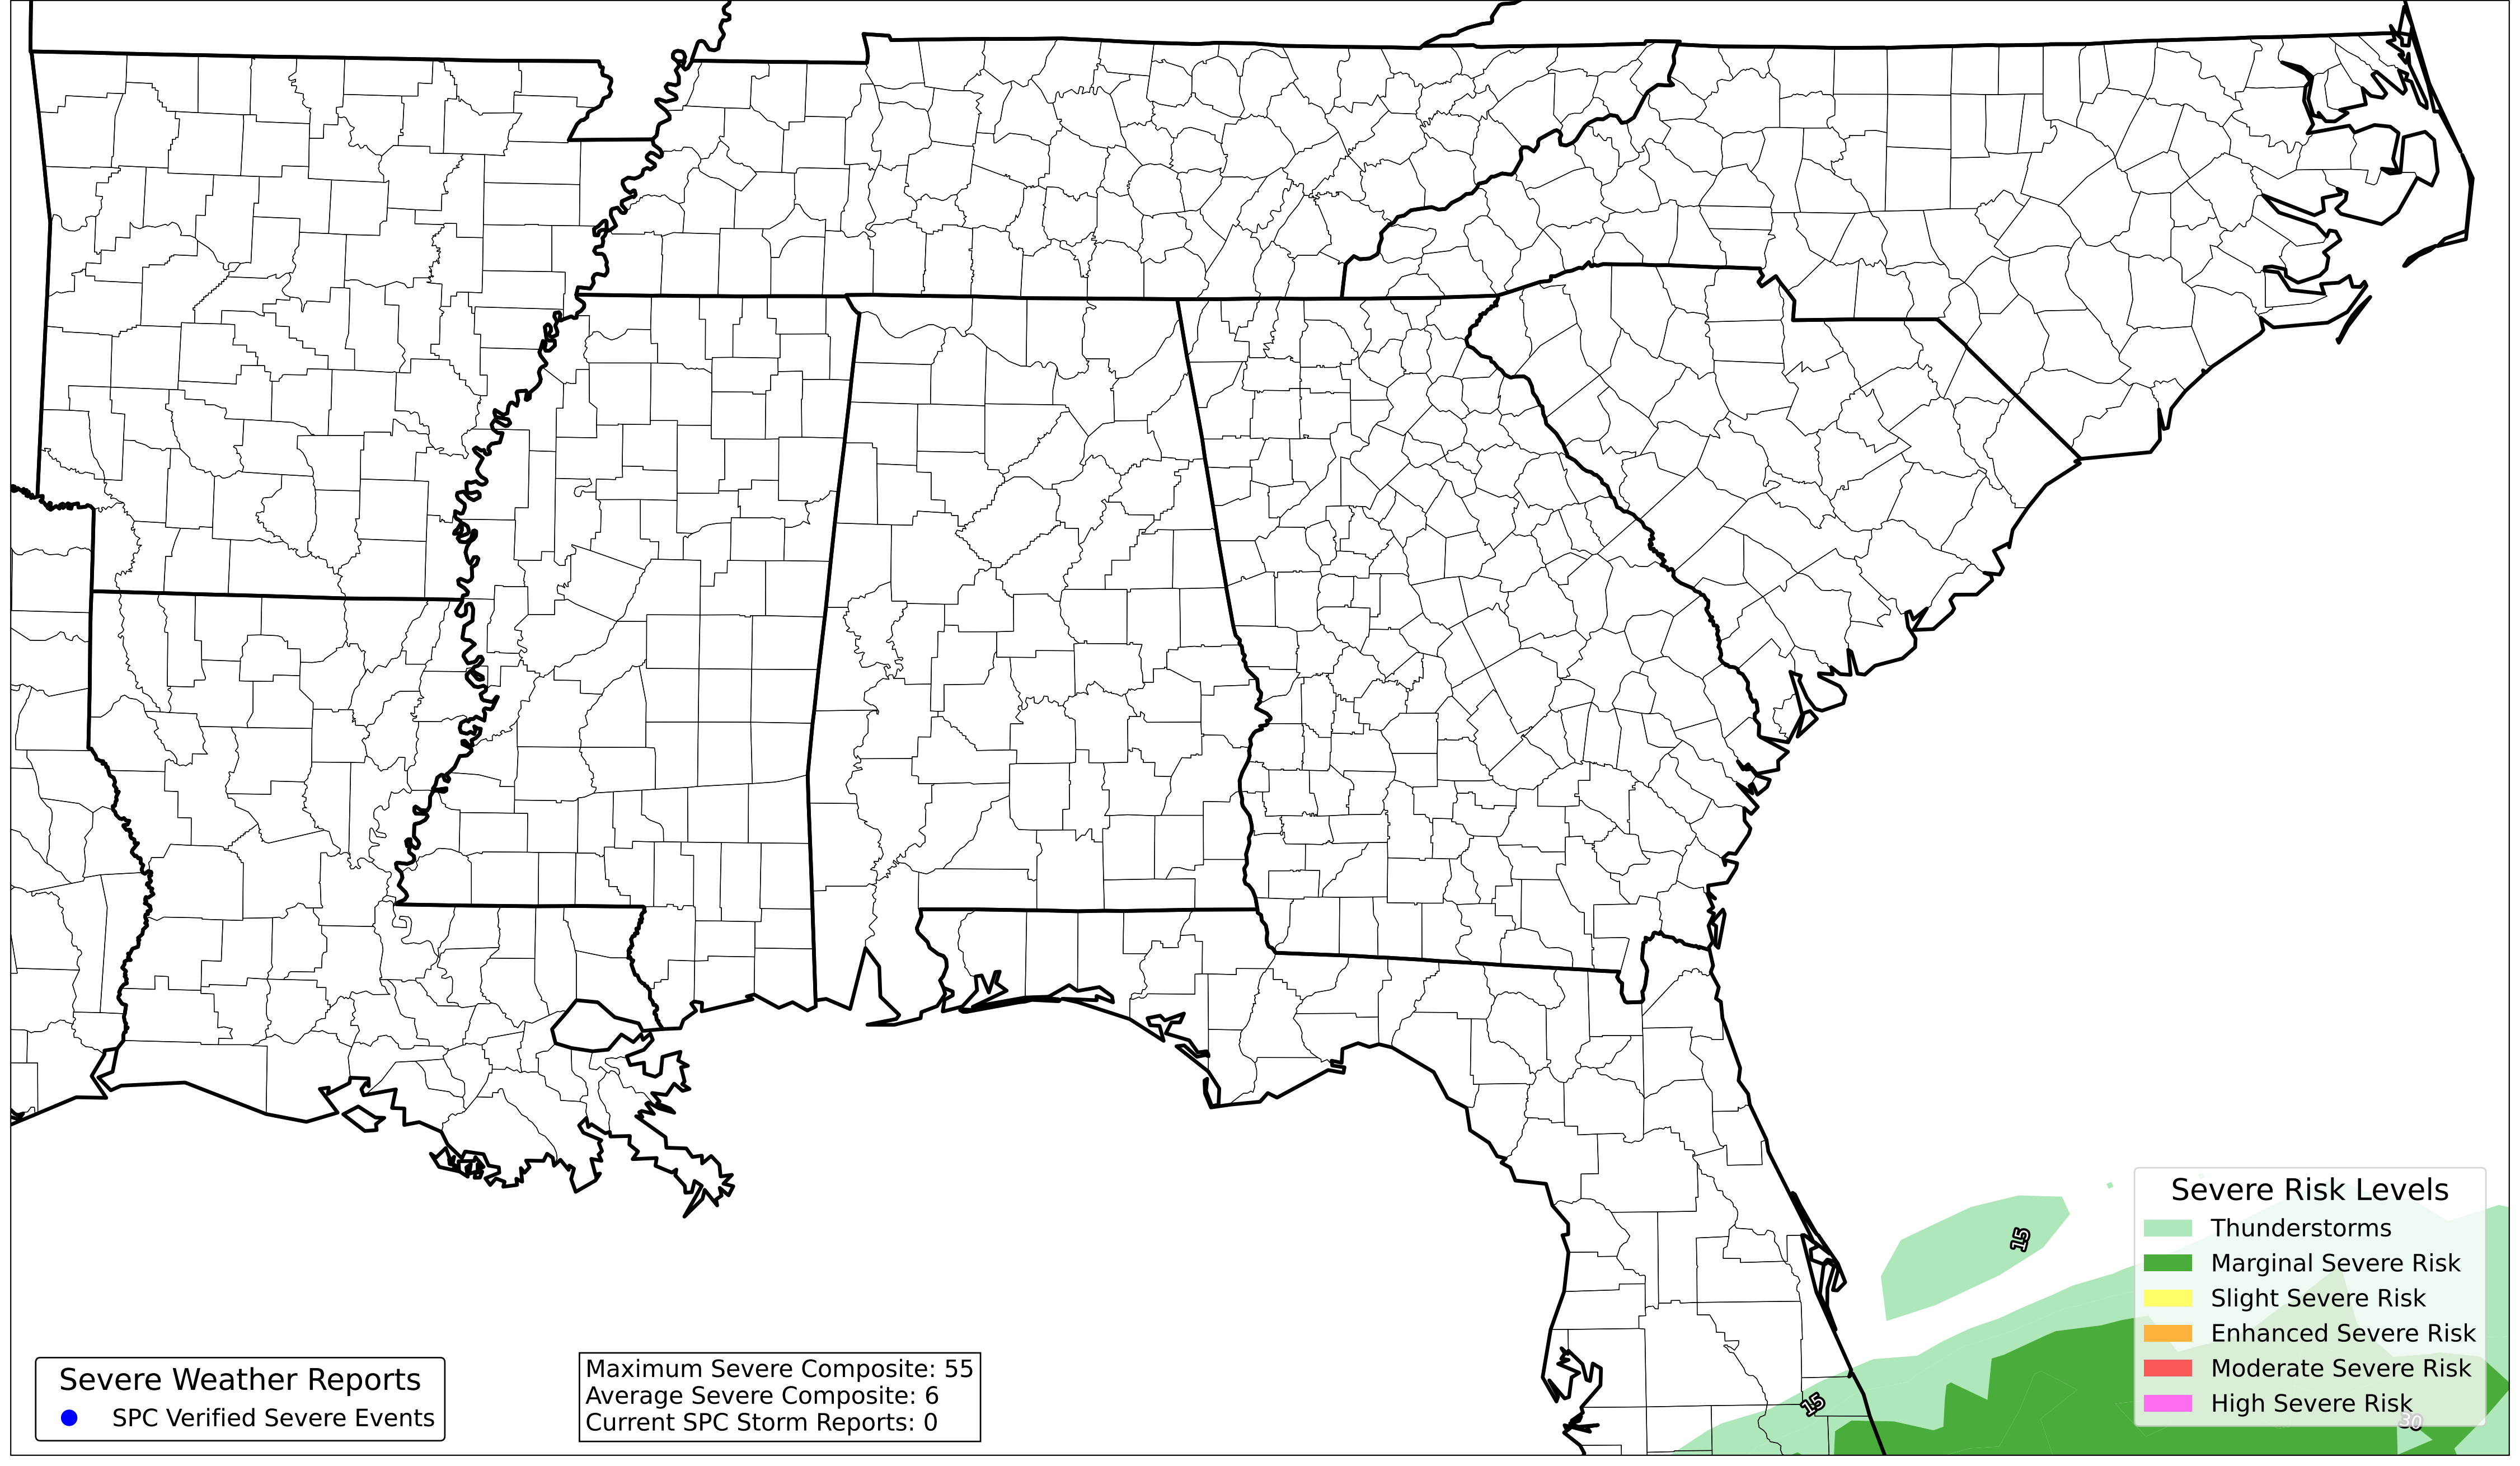 15
Severe Risk Levels
Thunderstorms
Marginal Severe Risk
Slight Severe Risk
Enhanced Severe Risk
Moderate Severe Risk
High Severe Risk
30
15
Severe Weather Reports
SPC Verified Severe Events
Maximum Severe Composite: 55
Average Severe Composite: 6
Current SPC Storm Reports: 0